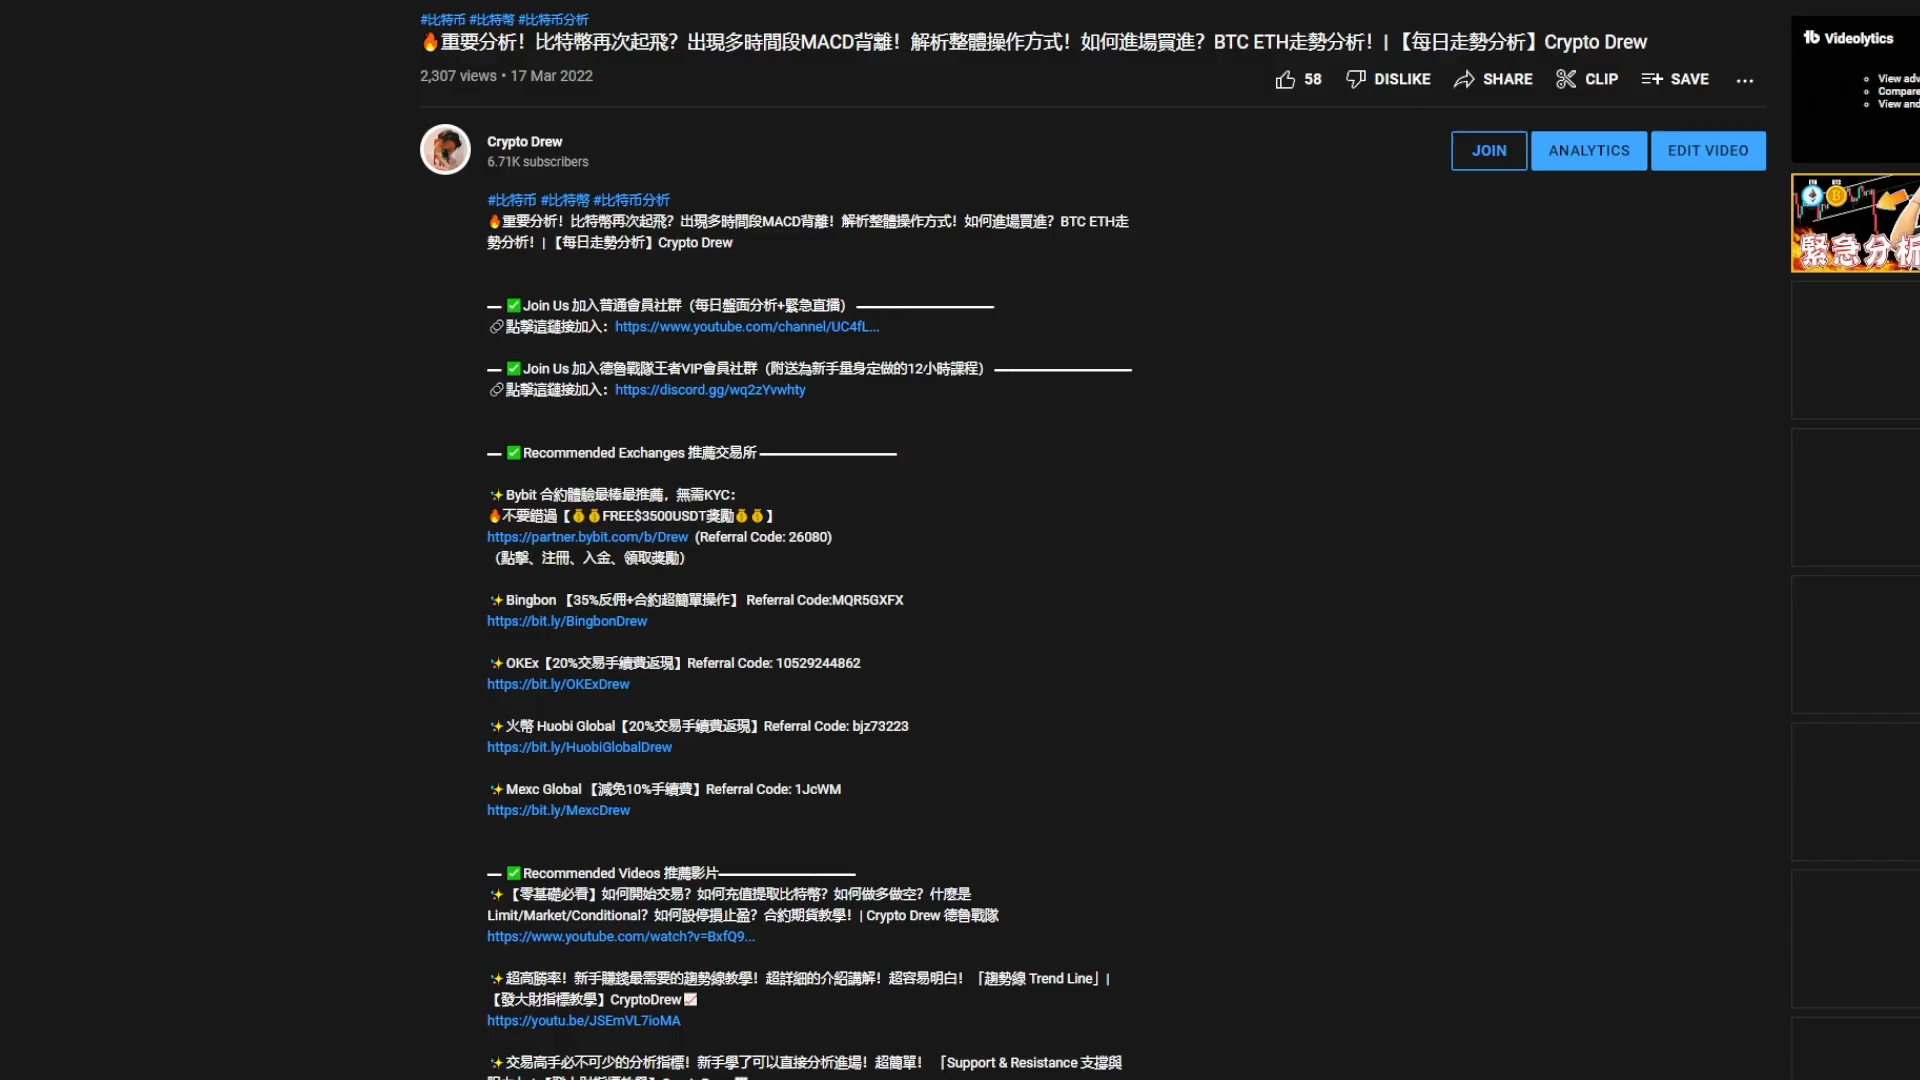 #比特币 #比特幣 #比特币分析
🔥重要分析！比特幣再次起飛？出現多時間段MACD背離！解析整體操作方式！如何進場買進？BTC ETH走勢分析！|【每日走勢分析】Crypto Drew
2,307 views • 17 Mar 2022
58 DISLIKE SHARE CLIP SAVE ...
Crypto Drew
6.71K subscribers
JOIN ANALYTICS EDIT VIDEO
#比特币 #比特幣 #比特币分析
🔥重要分析！比特幣再次起飛？出現多時間段MACD背離！解析整體操作方式！如何進場買進？BTC ETH走
勢分析！|【每日走勢分析】Crypto Drew
— ✅Join Us 加入普通會員社群（每日盤面分析+緊急直播）——————————
🔗點擊這鏈接加入：https://www.youtube.com/channel/UC4fL...
— ✅Join Us 加入德魯戰隊王者VIP會員社群（附送為新手量身定做的12小時課程）——————————
🔗點擊這鏈接加入：https://discord.gg/wq2zYvwhty
— ✅Recommended Exchanges 推薦交易所——————————
✨Bybit 合約體驗最棒最推薦，無需KYC：
🔥不要錯過【💰💰FREE$3500USDT獎勵💰💰】
https://partner.bybit.com/b/Drew (Referral Code: 26080)
（點擊、注冊、入金、領取獎勵）
✨Bingbon 【35%反佣+合約超簡單操作】 Referral Code:MQR5GXFX
https://bit.ly/BingbonDrew
✨OKEx【20%交易手續費返現】Referral Code: 10529244862
https://bit.ly/OKExDrew
✨火幣 Huobi Global【20%交易手續費返現】Referral Code: bjz73223
https://bit.ly/HuobiGlobalDrew
✨Mexc Global 【減免10%手續費】Referral Code: 1JcWM
https://bit.ly/MexcDrew
— ✅Recommended Videos 推薦影片——————————
✨【零基礎必看】如何開始交易？如何充值提取比特幣？如何做多做空？什麼是
Limit/Market/Conditional？如何設停損止盈？合約期貨教學！| Crypto Drew 德魯戰隊
https://www.youtube.com/watch?v=BxfQ9...
✨超高勝率！新手賺錢最需要的趨勢線教學！超詳細的介紹講解！超容易明白！「趨勢線 Trend Line」|
【發大財指標教學】CryptoDrew📈
https://youtu.be/JSEmVL7ioMA
✨交易高手必不可少的分析指標！新手學了可以直接分析進場！超簡單！ 「Support & Resistance 支撐與
Videolytics
View adv
Compare
View and
ETH BTC
緊急分析